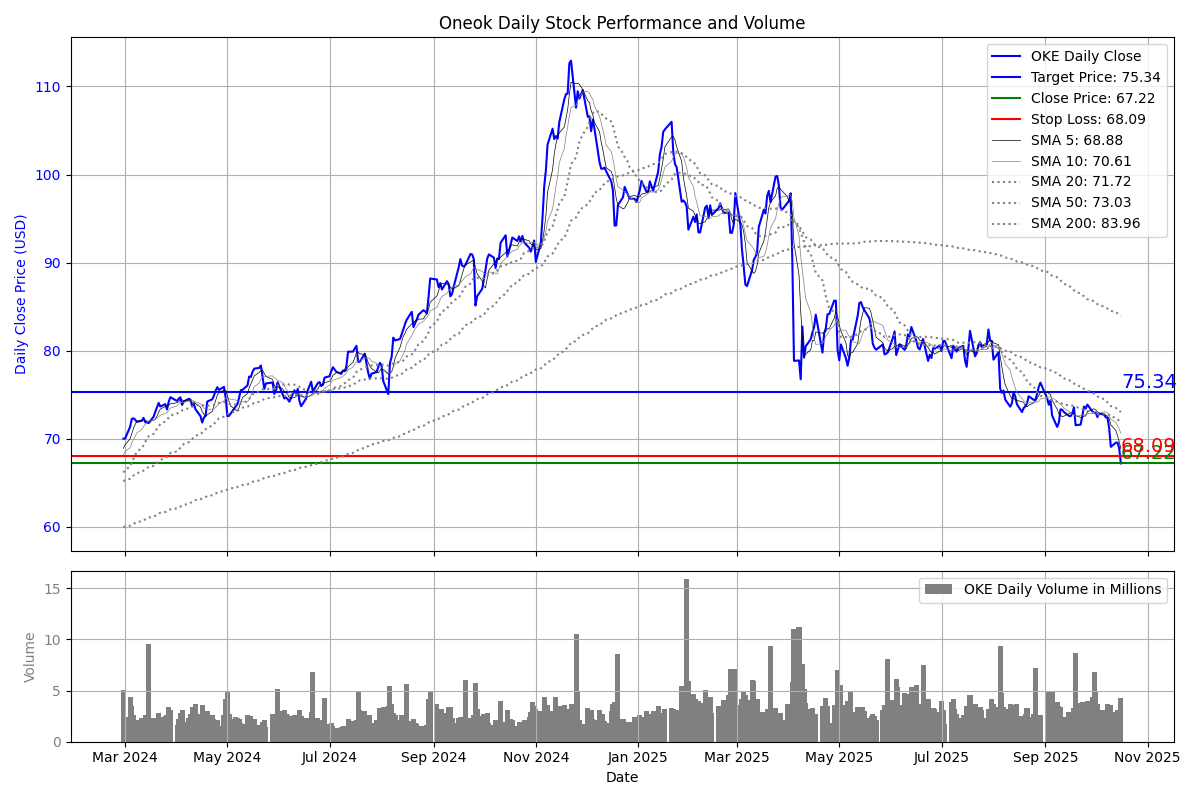 Oneok Daily Stock Performance and Volume
Daily Close Price (USD)
110
100
90
80
70
60
OKE Daily Close
Target Price: 75.34
Close Price: 67.22
Stop Loss: 68.09
SMA 5: 68.88
SMA 10: 70.61
SMA 20: 71.72
SMA 50: 73.03
SMA 200: 83.96
75.34
68.09
67.22
Volume
15
10
5
0
OKE Daily Volume in Millions
Mar 2024 May 2024 Jul 2024 Sep 2024 Nov 2024 Jan 2025 Mar 2025 May 2025 Jul 2025 Sep 2025 Nov 2025
Date